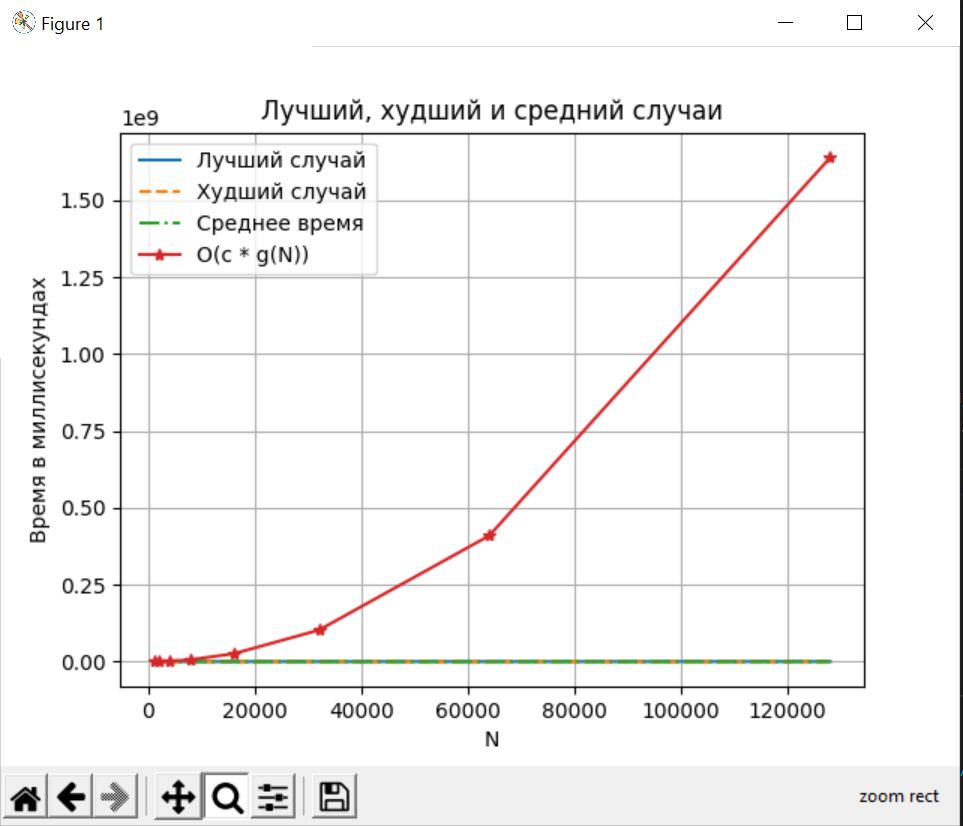 Figure 1
Лучший, худший и средний случаи
1e9
Лучший случай
Худший случай
Среднее время
O(c * g(N))
1.50
1.25
1.00
0.75
0.50
0.25
0.00
Время в миллисекундах
0 20000 40000 60000 80000 100000 120000
N
zoom rect